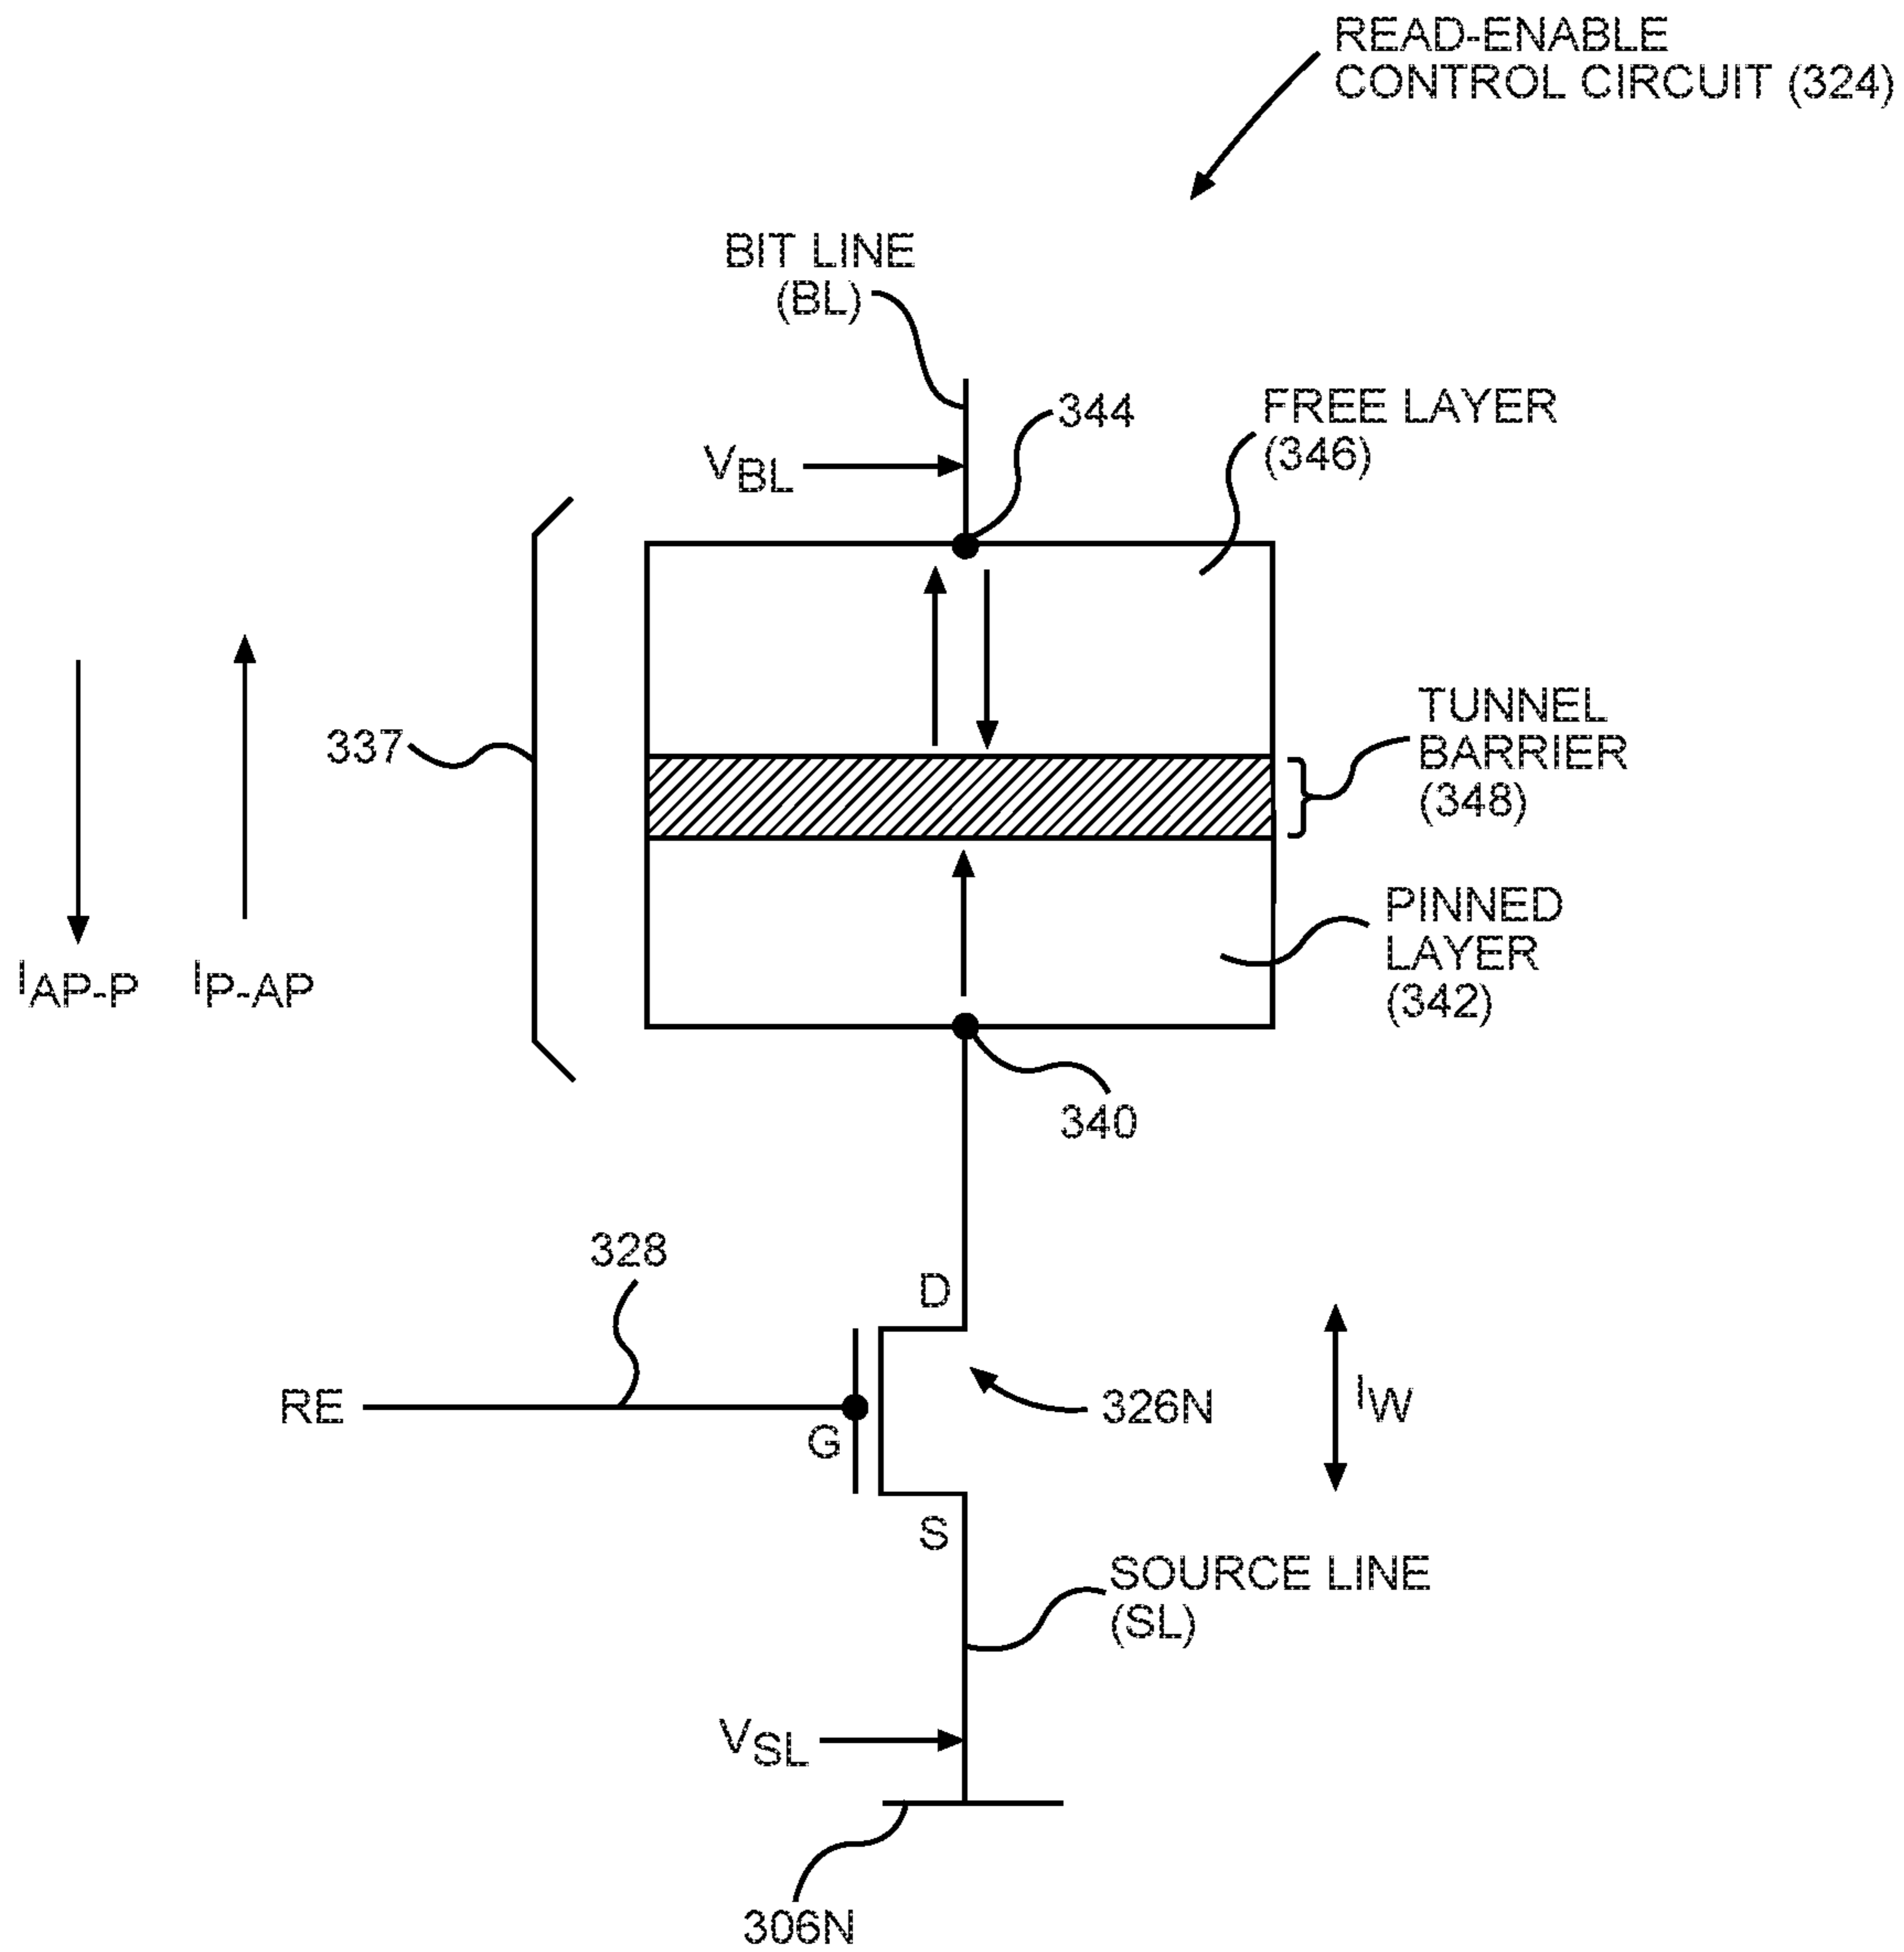 READ-ENABLE
CONTROL CIRCUIT (324)
BIT LINE
(BL)
344
FREE LAYER
(346)
VBL
337
TUNNEL
BARRIER
(348)
PINNED
LAYER
(342)
IAP-P
IP-AP
340
328
D
RE
G
326N
IW
S
SOURCE LINE
(SL)
VSL
306N